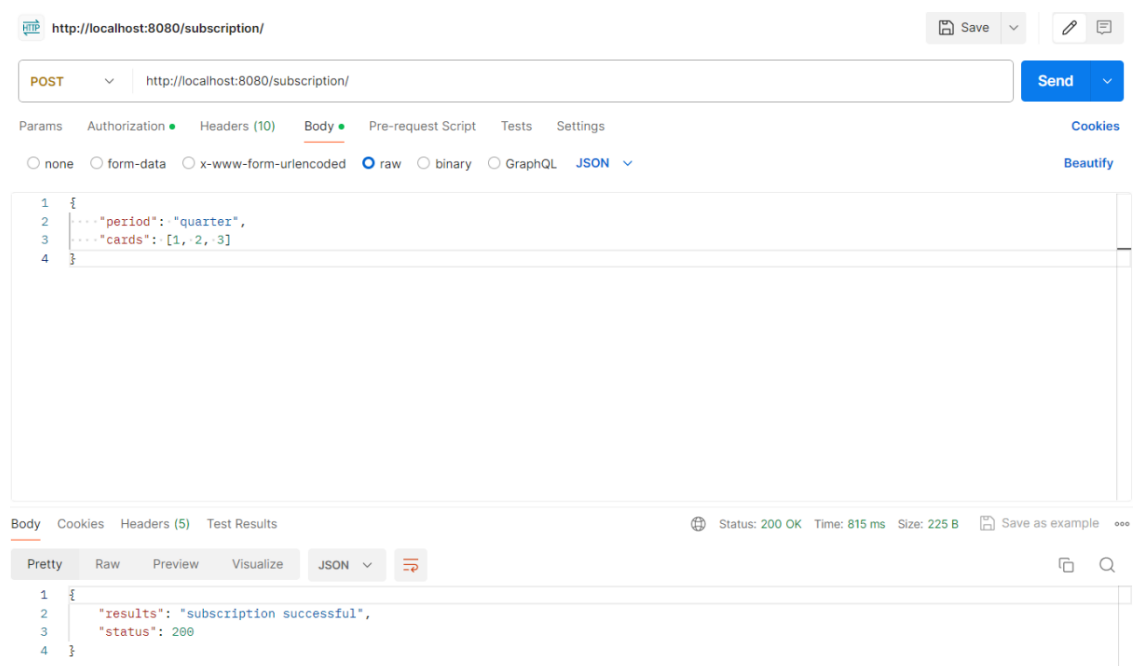 HTTP http://localhost:8080/subscription/ Save
POST http://localhost:8080/subscription/ Send
Params Authorization Headers (10) Body Pre-request Script Tests Settings Cookies
none form-data x-www-form-urlencoded raw binary GraphQL JSON Beautify
1 {
2 "period": "quarter",
3 "cards": [1, 2, 3]
4 }
Body Cookies Headers (5) Test Results Status: 200 OK Time: 815 ms Size: 225 B Save as example
Pretty Raw Preview Visualize JSON
1 {
2 "results": "subscription successful",
3 "status": 200
4 }